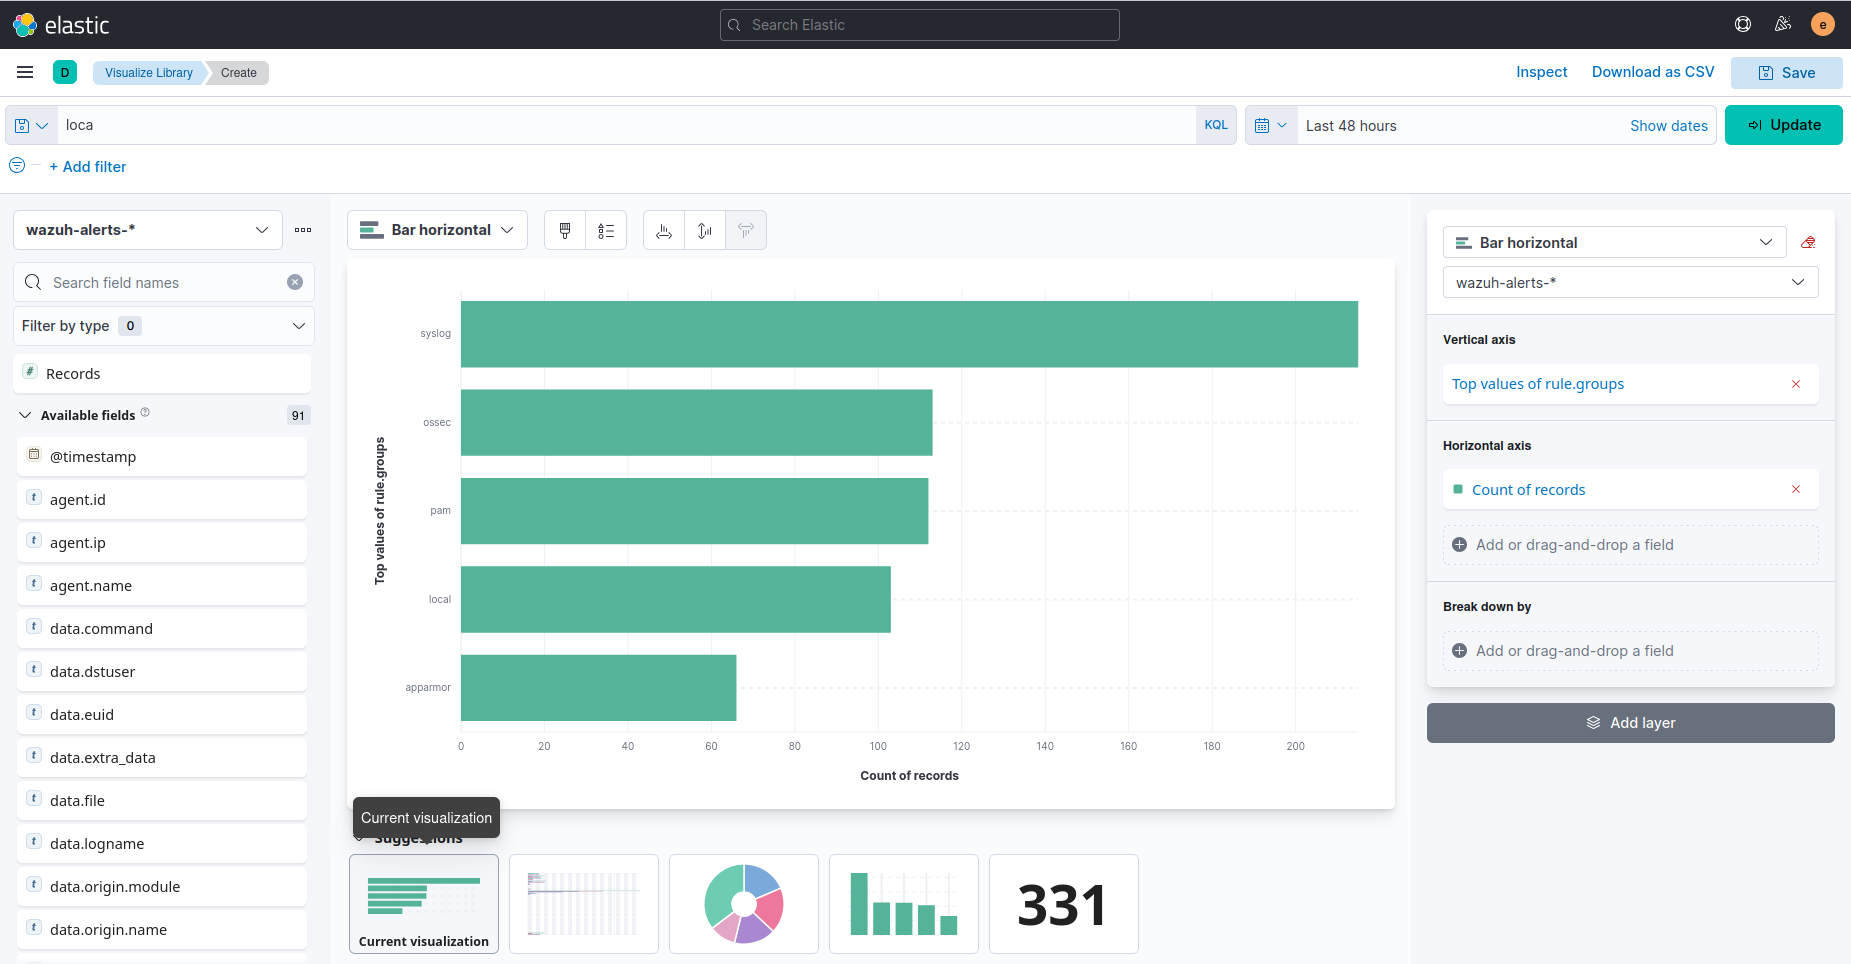 elastic
Search Elastic
e
D
Visualize Library
Create
Inspect
Download as CSV
Save
loca
KQL
Last 48 hours
Show dates
Update
+ Add filter
wazuh-alerts-*
Search field names
Filter by type 0
# Records
Available fields 91
@timestamp
t agent.id
t agent.ip
t agent.name
t data.command
t data.dstuser
t data.euid
t data.extra_data
t data.file
t data.logname
t data.origin.module
t data.origin.name
Bar horizontal
Top values of rule.groups
syslog
ossec
pam
local
apparmor
0 20 40 60 80 100 120 140 160 180 200
Count of records
Current visualization
Suggestions
Current visualization
331
Bar horizontal
wazuh-alerts-*
Vertical axis
Top values of rule.groups
Horizontal axis
Count of records
Add or drag-and-drop a field
Break down by
Add or drag-and-drop a field
Add layer